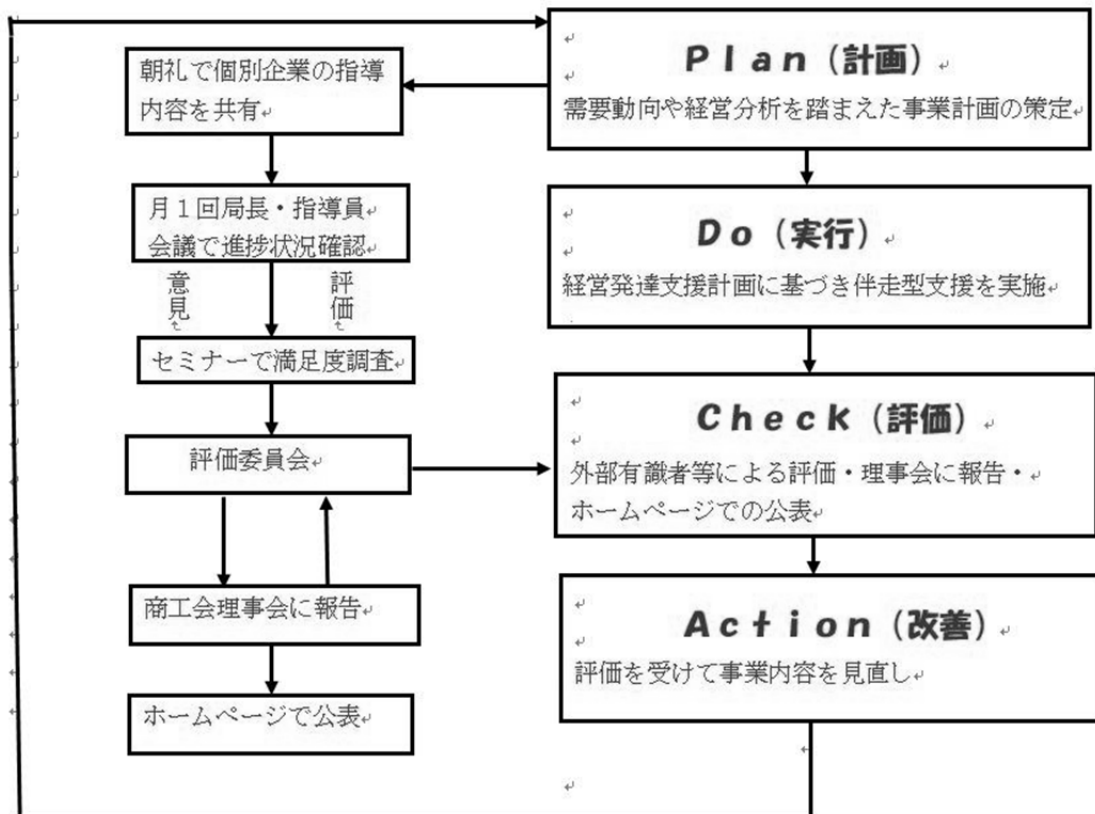 朝礼で個別企業の指導
内容を共有
月１回局長・指導員
会議で進捗状況確認
意見
評価
セミナーで満足度調査
評価委員会
商工会理事会に報告
ホームページで公表
Ｐｌａｎ（計画）
需要動向や経営分析を踏まえた事業計画の策定
Ｄｏ（実行）
経営発達支援計画に基づき伴走型支援を実施
Ｃｈｅｃｋ（評価）
外部有識者等による評価・理事会に報告・
ホームページでの公表
Ａｃｔｉｏｎ（改善）
評価を受けて事業内容を見直し